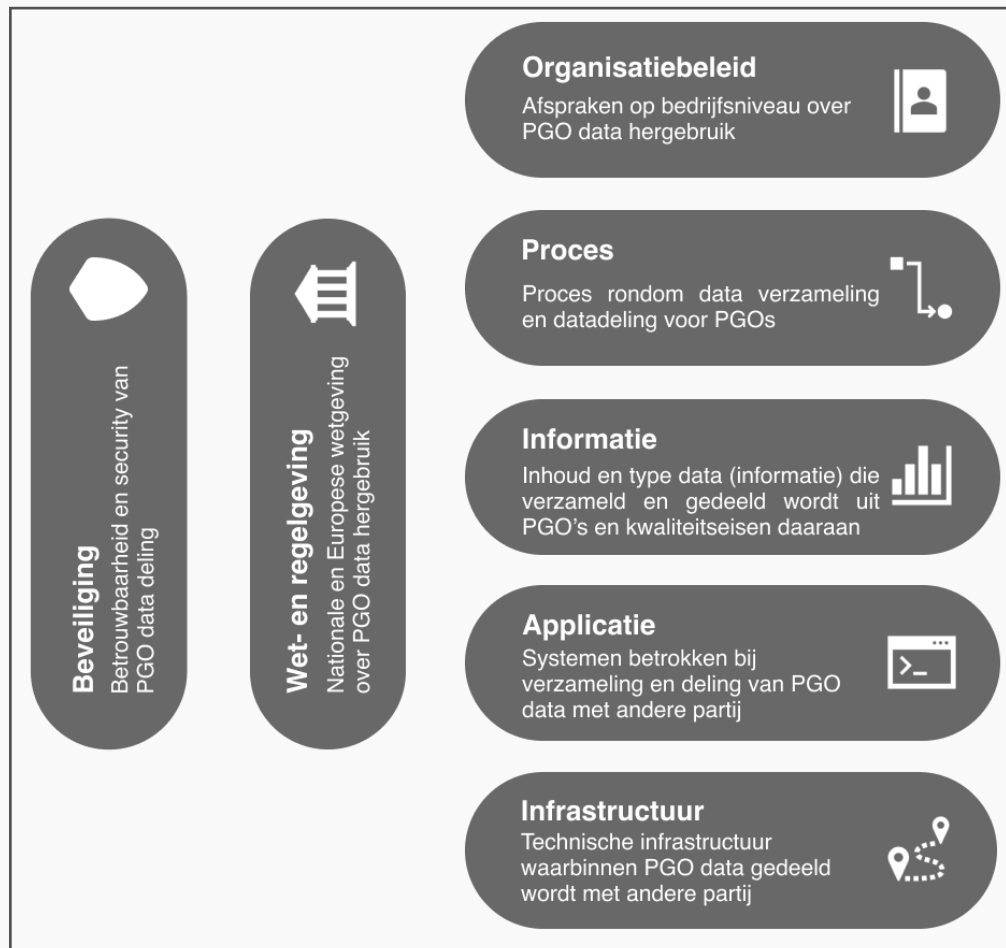 Beveiliging
Betrouwbaarheid en security van
PGO data deling
Wet- en regelgeving
Nationale en Europese wetgeving
over PGO data hergebruik
Organisatiebeleid
Afspraken op bedrijfsniveau over
PGO data hergebruik
Proces
Proces rondom data verzameling
en datadeling voor PGOs
Informatie
Inhoud en type data (informatie) die
verzameld en gedeeld wordt uit
PGO's en kwaliteitseisen daaraan
Applicatie
Systemen betrokken bij
verzameling en deling van PGO
data met andere partij
Infrastructuur
Technische infrastructuur
waarbinnen PGO data gedeeld
wordt met andere partij